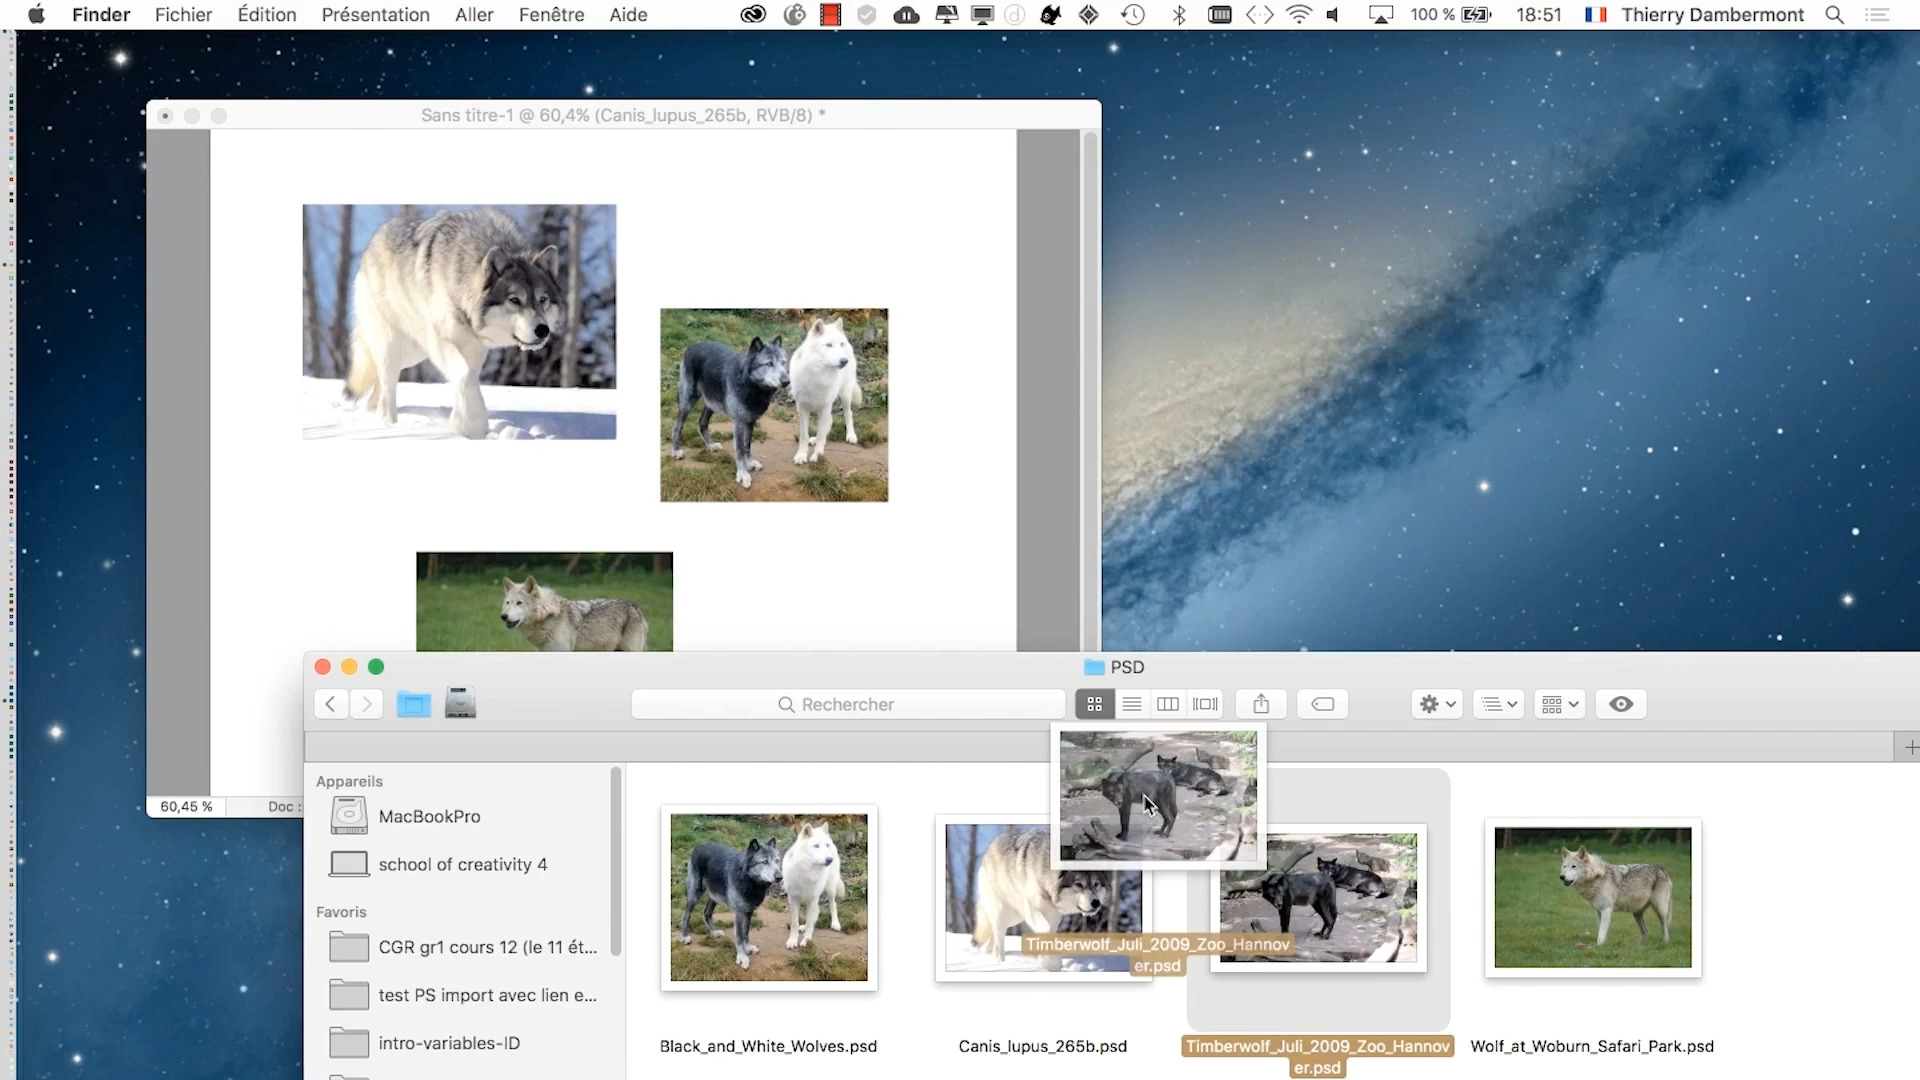 Finder Fichier Édition Présentation Aller Fenêtre Aide 100 % 18:51 Thierry Dambermont
Sans titre-1 @ 60,4% (Canis_lupus_265b, RVB/8) *
PSD
Rechercher
60,45 % Doc :
Appareils
MacBookPro
school of creativity 4
Favoris
CGR gr1 cours 12 (le 11 ét...
test PS import avec lien e...
intro-variables-ID
Timberwolf_Juli_2009_Zoo_Hannov
er.psd
Black_and_White_Wolves.psd
Canis_lupus_265b.psd
Timberwolf_Juli_2009_Zoo_Hannov
er.psd
Wolf_at_Woburn_Safari_Park.psd